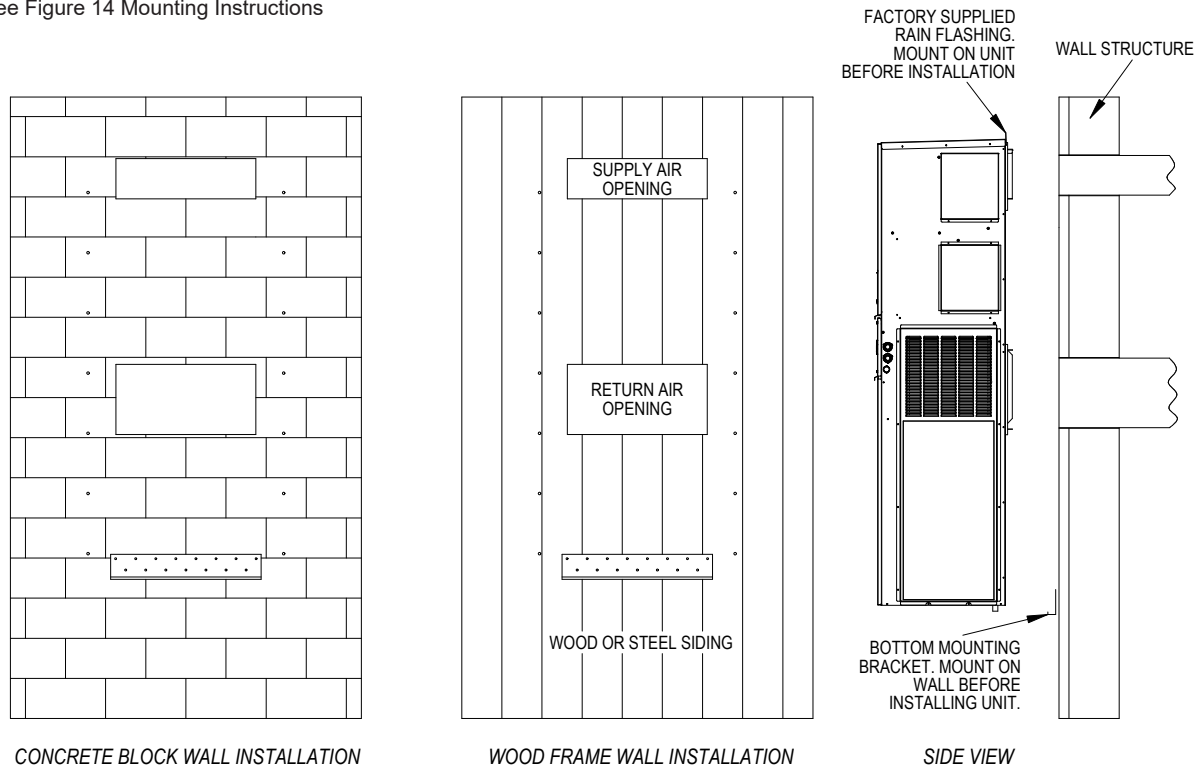 ee Figure 14 Mounting Instructions
FACTORY SUPPLIED
RAIN FLASHING.
MOUNT ON UNIT
BEFORE INSTALLATION
WALL STRUCTURE
SUPPLY AIR
OPENING
RETURN AIR
OPENING
WOOD OR STEEL SIDING
BOTTOM MOUNTING
BRACKET. MOUNT ON
WALL BEFORE
INSTALLING UNIT.
CONCRETE BLOCK WALL INSTALLATION
WOOD FRAME WALL INSTALLATION
SIDE VIEW